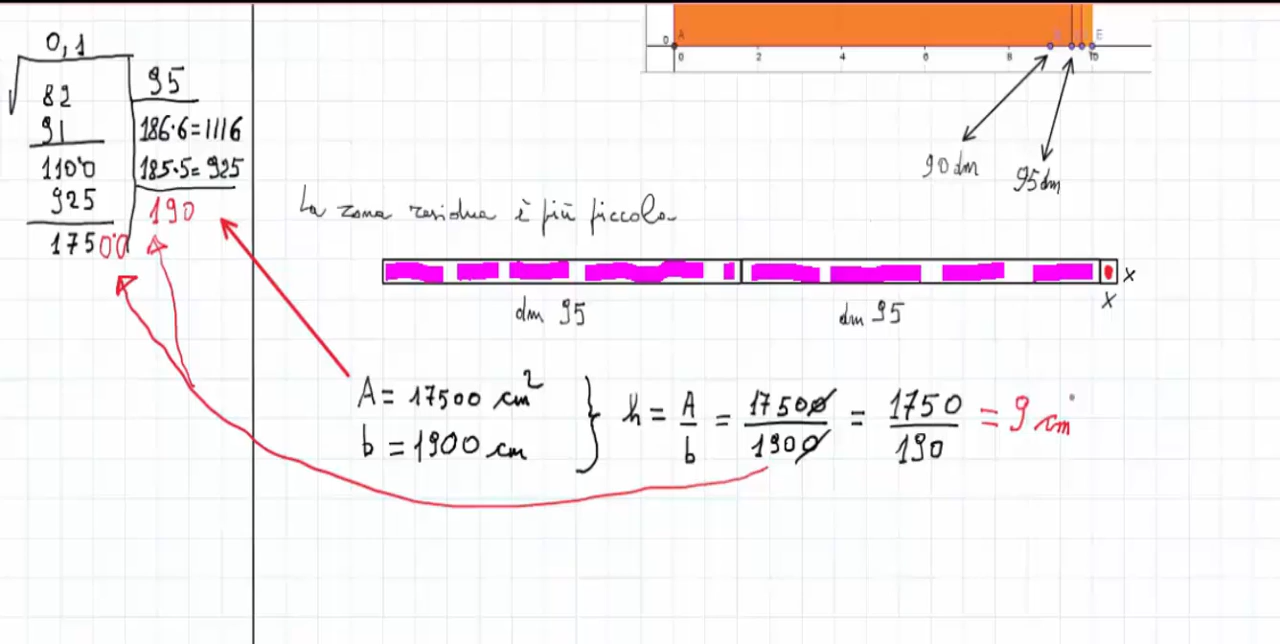 0,1
82
91
1100
925
17500
95
186·6=1116
185·5=925
190
A
E
0
0
2
4
6
8
10
90 dm
95 dm
La zona residua è più piccola
x
x
dm 95
dm 95
A = 17500 cm²
b = 1900 cm
h = A/b = 17500/1900 = 1750/190 = 9 cm